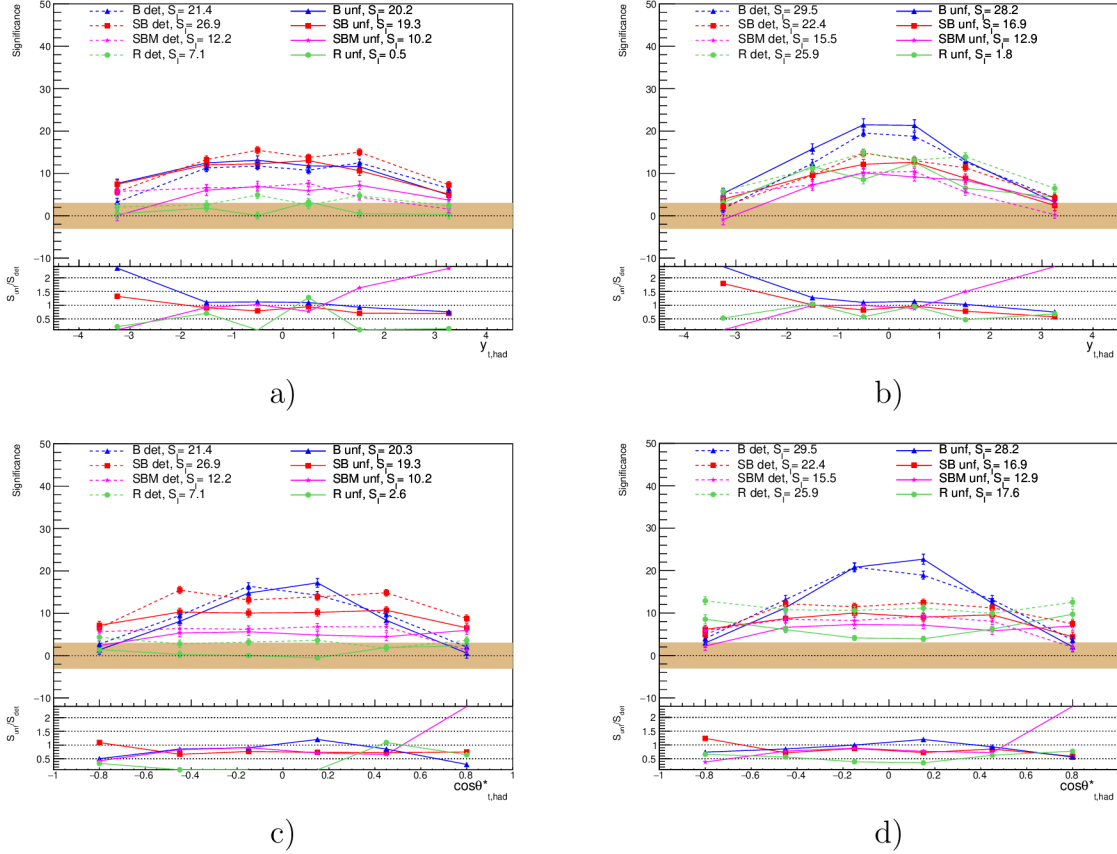 B det, S_I= 21.4
SB det, S_I= 26.9
SBM det, S_I= 12.2
R det, S_I= 7.1
B unf, S_I= 20.2
SB unf, S_I= 19.3
SBM unf, S_I= 10.2
R unf, S_I= 0.5
Significance
50
40
30
20
10
0
−10
S_unf/S_det
2
1.5
1
0.5
−4 −3 −2 −1 0 1 2 3 4
y_t,had
a)
B det, S_I= 29.5
SB det, S_I= 22.4
SBM det, S_I= 15.5
R det, S_I= 25.9
B unf, S_I= 28.2
SB unf, S_I= 16.9
SBM unf, S_I= 12.9
R unf, S_I= 1.8
Significance
50
40
30
20
10
0
−10
S_unf/S_det
2
1.5
1
0.5
−4 −3 −2 −1 0 1 2 3 4
y_t,had
b)
B det, S_I= 21.4
SB det, S_I= 26.9
SBM det, S_I= 12.2
R det, S_I= 7.1
B unf, S_I= 20.3
SB unf, S_I= 19.3
SBM unf, S_I= 10.2
R unf, S_I= 2.6
Significance
50
40
30
20
10
0
−10
S_unf/S_det
2
1.5
1
0.5
−1 −0.8 −0.6 −0.4 −0.2 0 0.2 0.4 0.6 0.8 1
cosθ*_t,had
c)
B det, S_I= 29.5
SB det, S_I= 22.4
SBM det, S_I= 15.5
R det, S_I= 25.9
B unf, S_I= 28.2
SB unf, S_I= 16.9
SBM unf, S_I= 12.9
R unf, S_I= 17.6
Significance
50
40
30
20
10
0
−10
S_unf/S_det
2
1.5
1
0.5
−1 −0.8 −0.6 −0.4 −0.2 0 0.2 0.4 0.6 0.8 1
cosθ*_t,had
d)